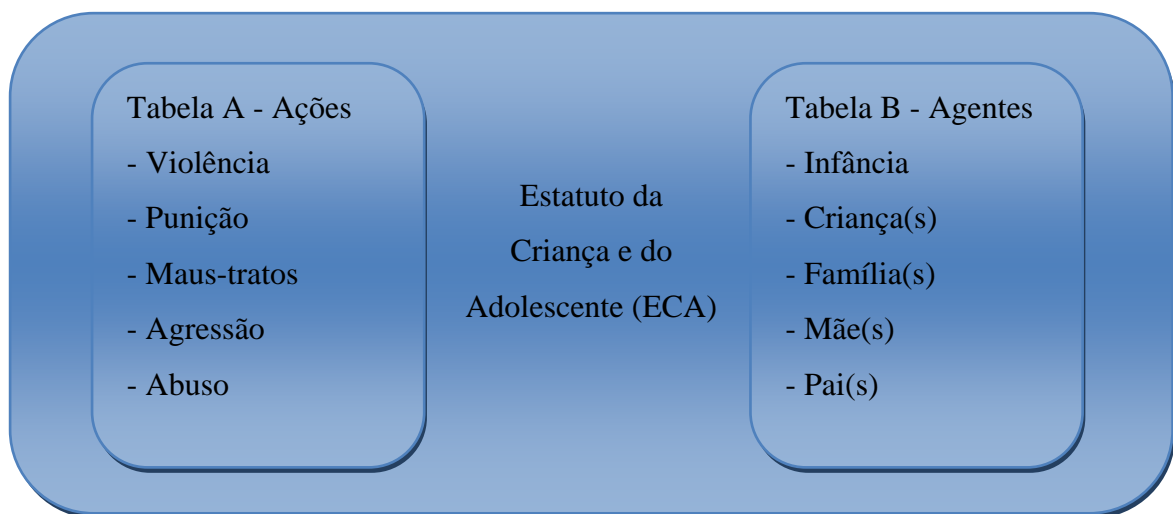 Tabela A - Ações
- Violência
- Punição
- Maus-tratos
- Agressão
- Abuso
Estatuto da
Criança e do
Adolescente (ECA)
Tabela B - Agentes
- Infância
- Criança(s)
- Família(s)
- Mãe(s)
- Pai(s)